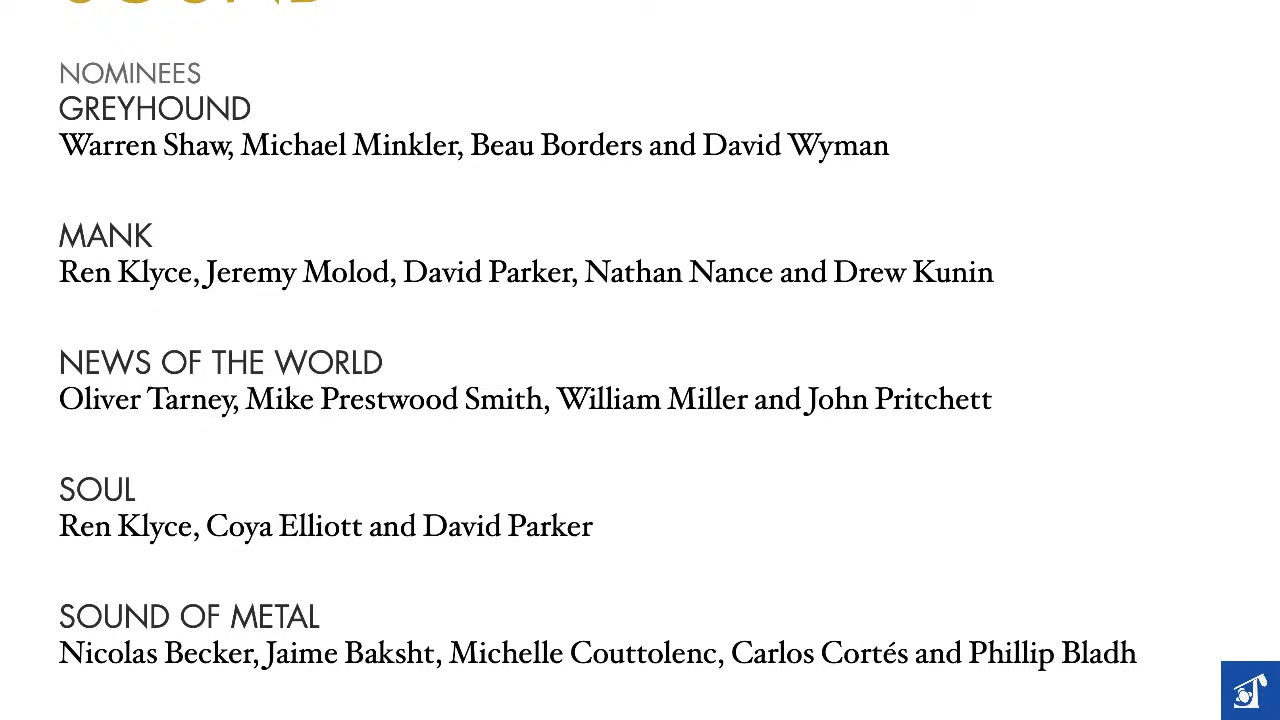 SOUND
NOMINEES
GREYHOUND
Warren Shaw, Michael Minkler, Beau Borders and David Wyman
MANK
Ren Klyce, Jeremy Molod, David Parker, Nathan Nance and Drew Kunin
NEWS OF THE WORLD
Oliver Tarney, Mike Prestwood Smith, William Miller and John Pritchett
SOUL
Ren Klyce, Coya Elliott and David Parker
SOUND OF METAL
Nicolas Becker, Jaime Baksht, Michelle Couttolenc, Carlos Cortés and Phillip Bladh